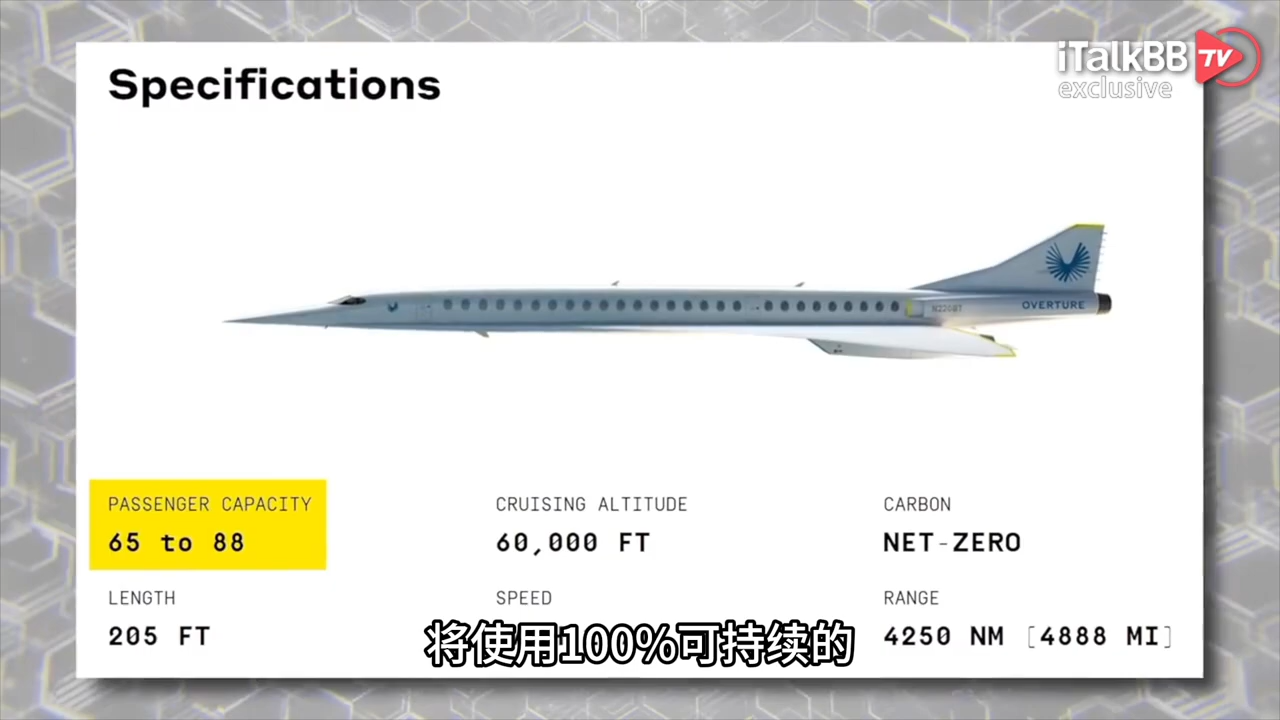 iTalkBB TV
exclusive
Specifications
OVERTURE
PASSENGER CAPACITY
65 to 88
CRUISING ALTITUDE
60,000 FT
CARBON
NET-ZERO
LENGTH
205 FT
SPEED
RANGE
4250 NM [4888 MI]
将使用100%可持续的